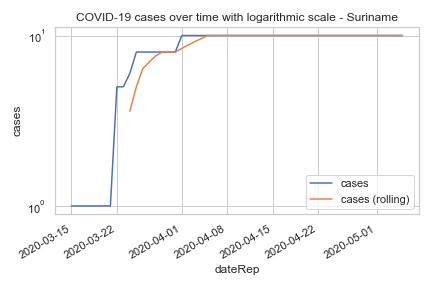 COVID-19 cases over time with logarithmic scale - Suriname
10^1
10^0
cases
cases
cases (rolling)
2020-03-15
2020-03-22
2020-04-01
2020-04-08
2020-04-15
2020-04-22
2020-05-01
dateRep